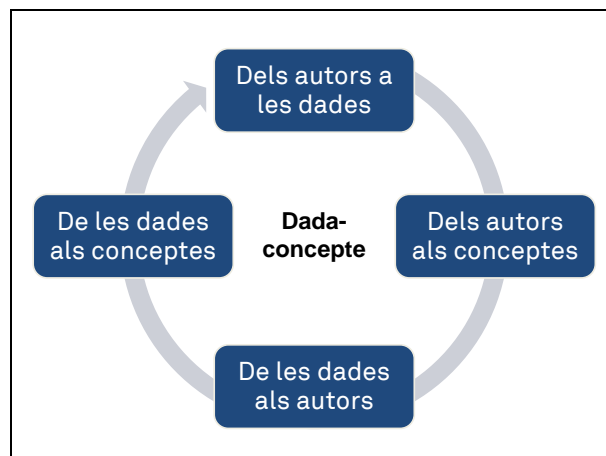 Dels autors a
les dades
De les dades
als conceptes
Dada-
concepte
Dels autors
als conceptes
De les dades
als autors